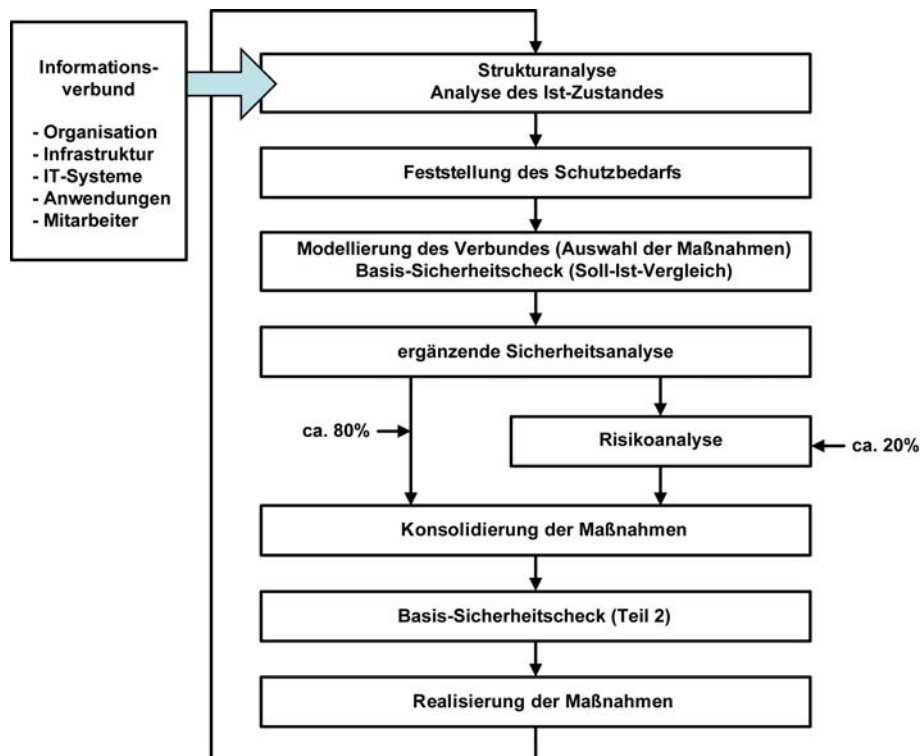 Informations-
verbund
- Organisation
- Infrastruktur
- IT-Systeme
- Anwendungen
- Mitarbeiter
Strukturanalyse
Analyse des Ist-Zustandes
Feststellung des Schutzbedarfs
Modellierung des Verbundes (Auswahl der Maßnahmen)
Basis-Sicherheitscheck (Soll-Ist-Vergleich)
ergänzende Sicherheitsanalyse
ca. 80%
Risikoanalyse
ca. 20%
Konsolidierung der Maßnahmen
Basis-Sicherheitscheck (Teil 2)
Realisierung der Maßnahmen